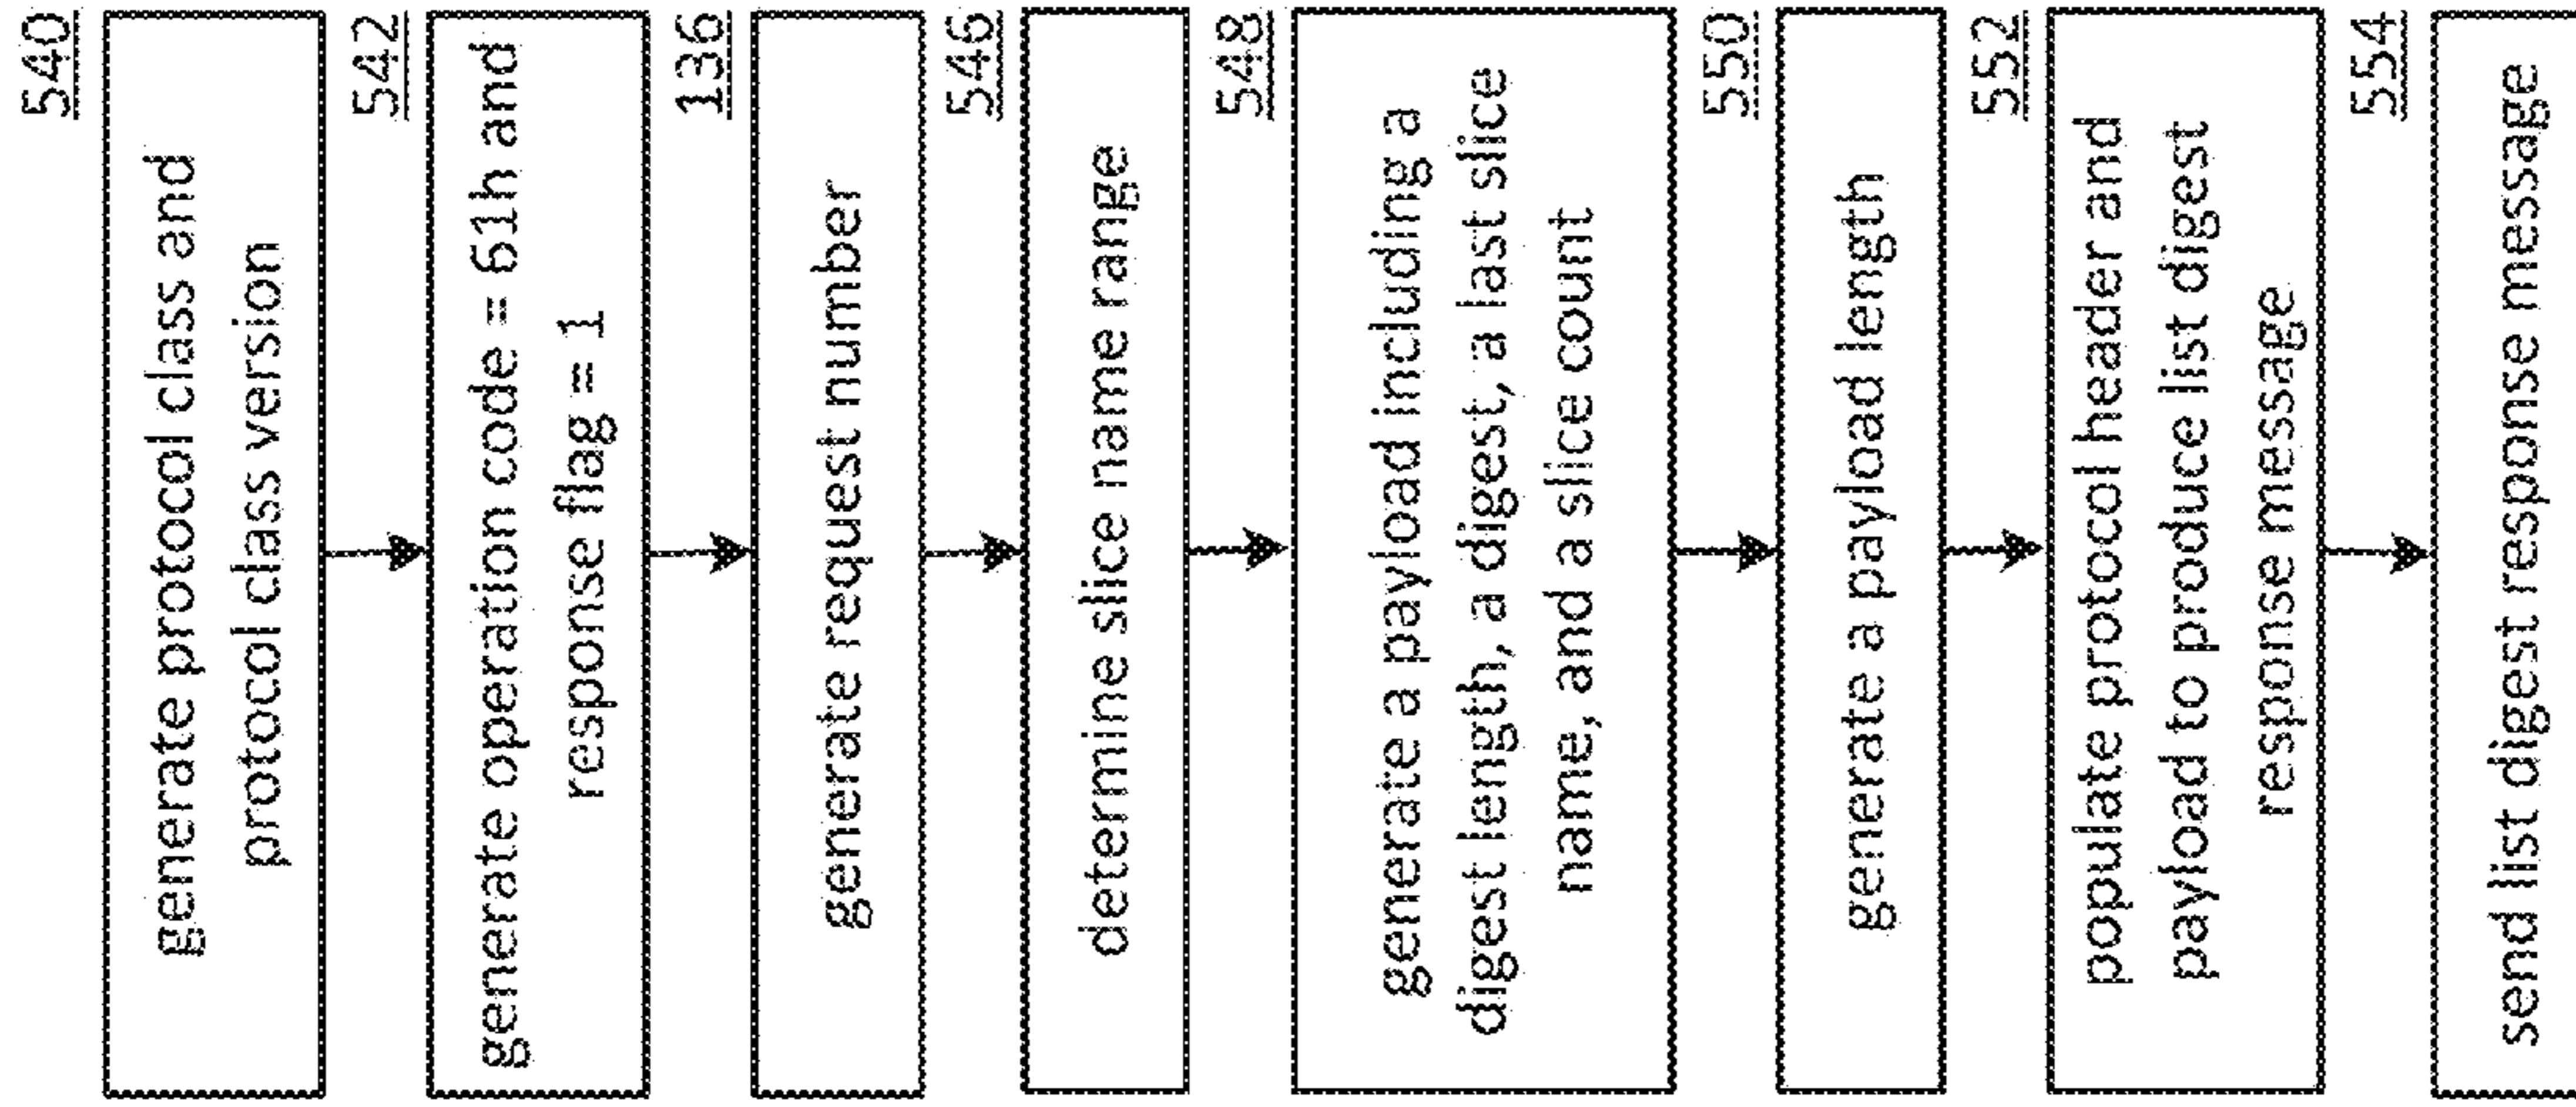 540
generate protocol class and
protocol class version
542
generate operation code = 61h and
response flag = 1
136
generate request number
546
determine slice name range
548
generate a payload including a
digest length, a digest, a last slice
name, and a slice count
550
generate a payload length
552
populate protocol header and
payload to produce list digest
response message
554
send list digest response message